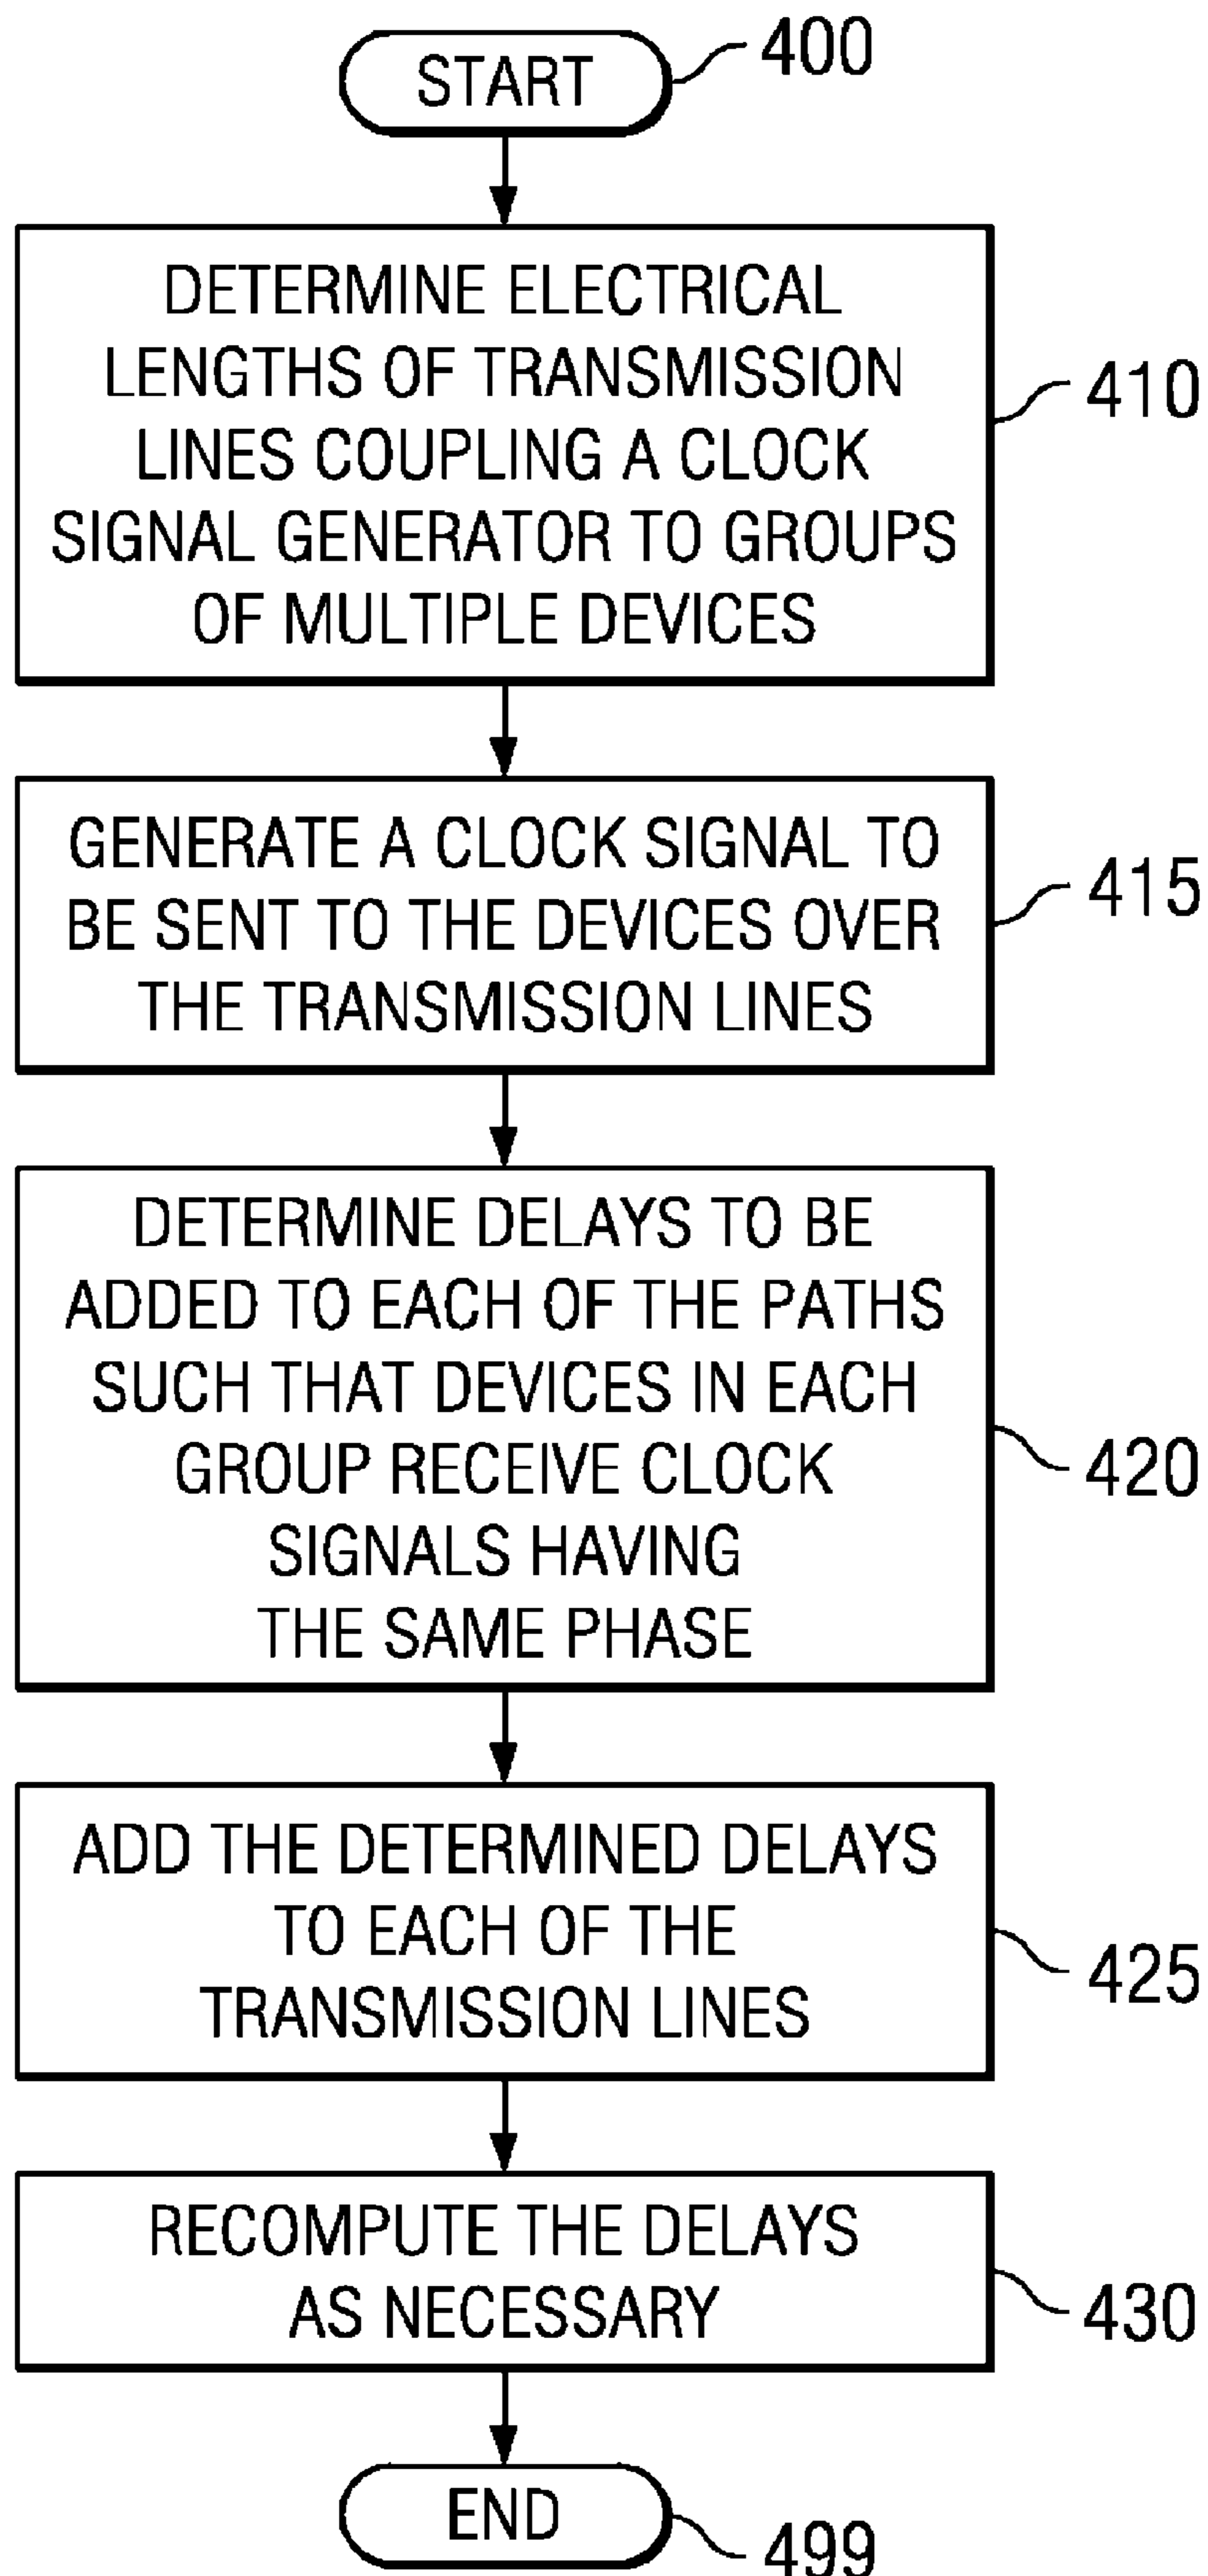 START
400
DETERMINE ELECTRICAL
LENGTHS OF TRANSMISSION
LINES COUPLING A CLOCK
SIGNAL GENERATOR TO GROUPS
OF MULTIPLE DEVICES
410
GENERATE A CLOCK SIGNAL TO
BE SENT TO THE DEVICES OVER
THE TRANSMISSION LINES
415
DETERMINE DELAYS TO BE
ADDED TO EACH OF THE PATHS
SUCH THAT DEVICES IN EACH
GROUP RECEIVE CLOCK
SIGNALS HAVING
THE SAME PHASE
420
ADD THE DETERMINED DELAYS
TO EACH OF THE
TRANSMISSION LINES
425
RECOMPUTE THE DELAYS
AS NECESSARY
430
END
499